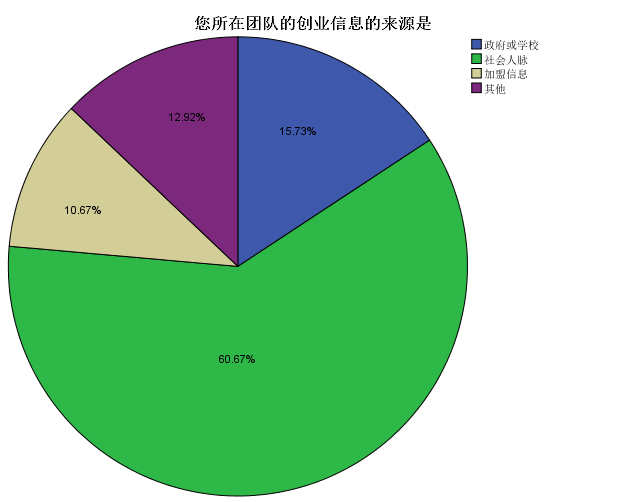 您所在团队的创业信息的来源是
政府或学校
社会人脉
加盟信息
其他
12.92%
15.73%
10.67%
60.67%